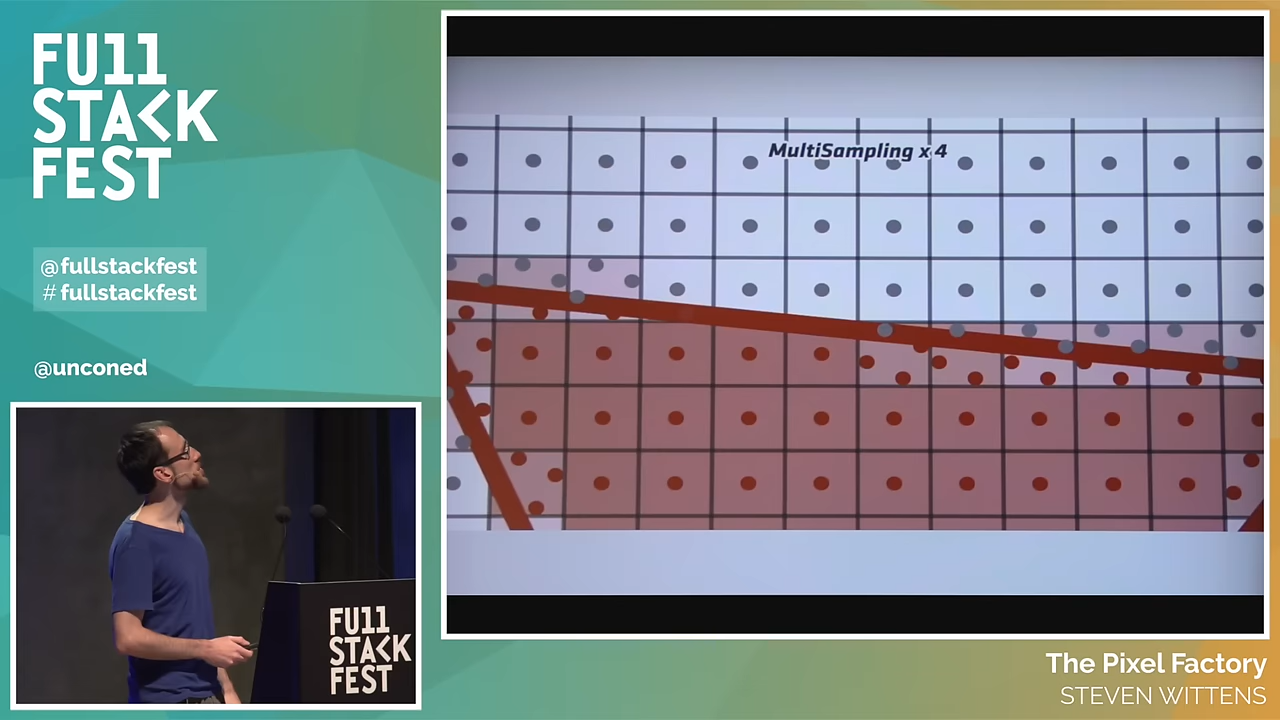 FU11
STACK
FEST
@fullstackfest
# fullstackfest
@unconed
MultiSampling x 4
FU11
STACK
FEST
The Pixel Factory
STEVEN WITTENS